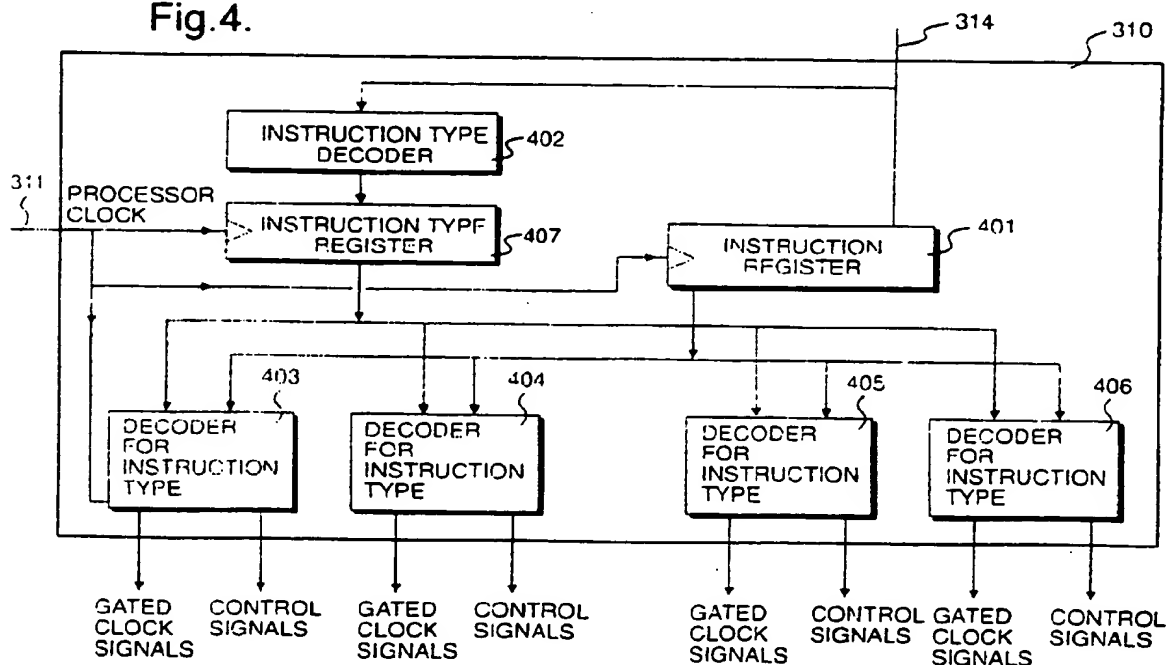 Fig.4.
314
310
INSTRUCTION TYPE
DECODER
402
311
PROCESSOR
CLOCK
INSTRUCTION TYPE
REGISTER
407
INSTRUCTION
REGISTER
401
403
404
405
406
DECODER
FOR
INSTRUCTION
TYPE
DECODER
FOR
INSTRUCTION
TYPE
DECODER
FOR
INSTRUCTION
TYPE
DECODER
FOR
INSTRUCTION
TYPE
GATED
CLOCK
SIGNALS
CONTROL
SIGNALS
GATED
CLOCK
SIGNALS
CONTROL
SIGNALS
GATED
CLOCK
SIGNALS
CONTROL
SIGNALS
GATED
CLOCK
SIGNALS
CONTROL
SIGNALS